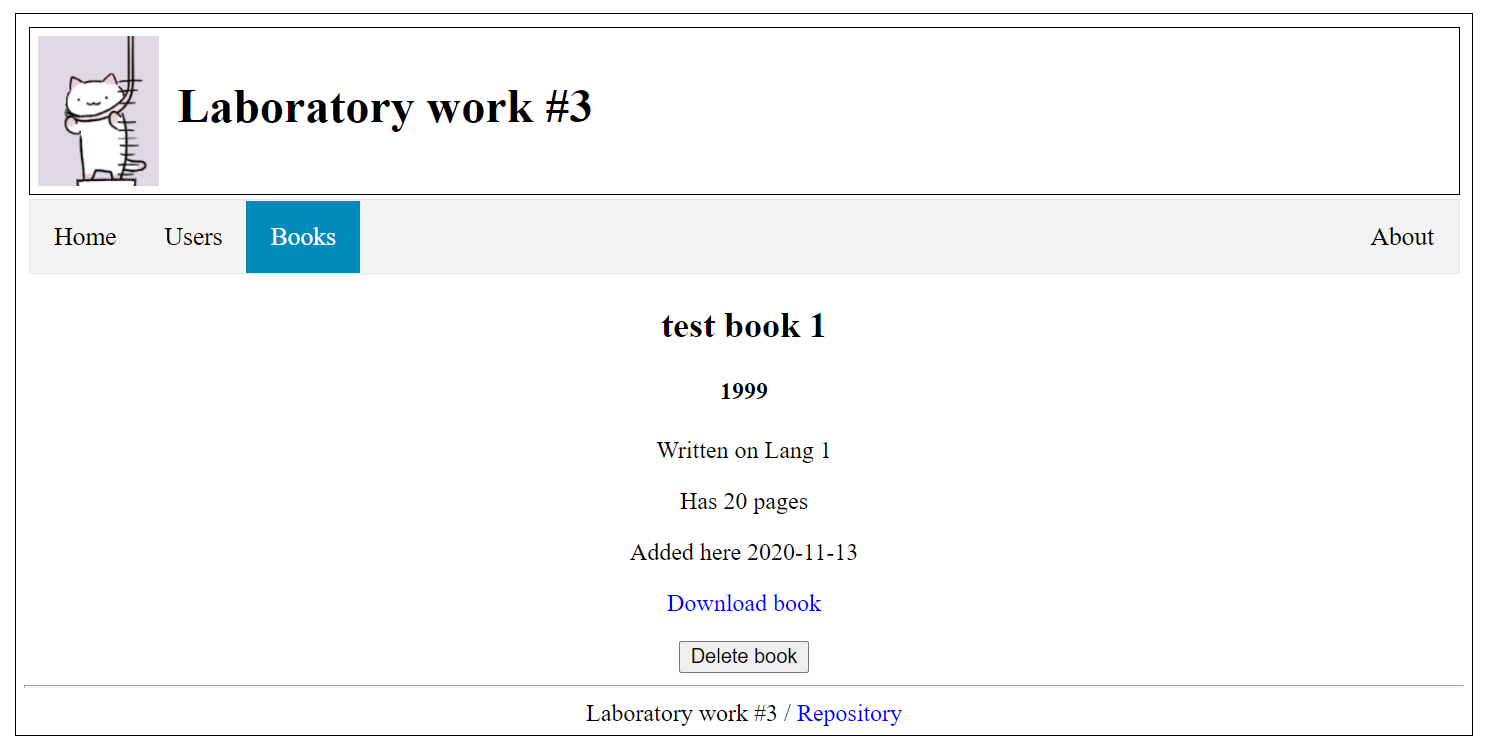 Laboratory work #3
Home Users Books About
test book 1
1999
Written on Lang 1
Has 20 pages
Added here 2020-11-13
Download book
Delete book
Laboratory work #3 / Repository